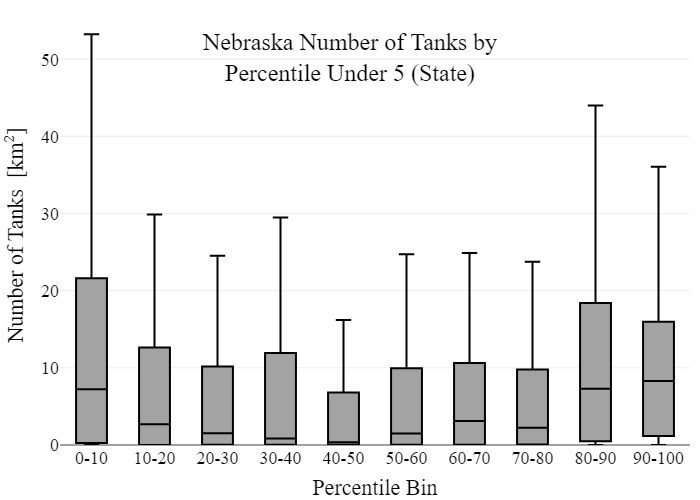 Nebraska Number of Tanks by
Percentile Under 5 (State)
Number of Tanks [km²]
50
40
30
20
10
0
0-10 10-20 20-30 30-40 40-50 50-60 60-70 70-80 80-90 90-100
Percentile Bin